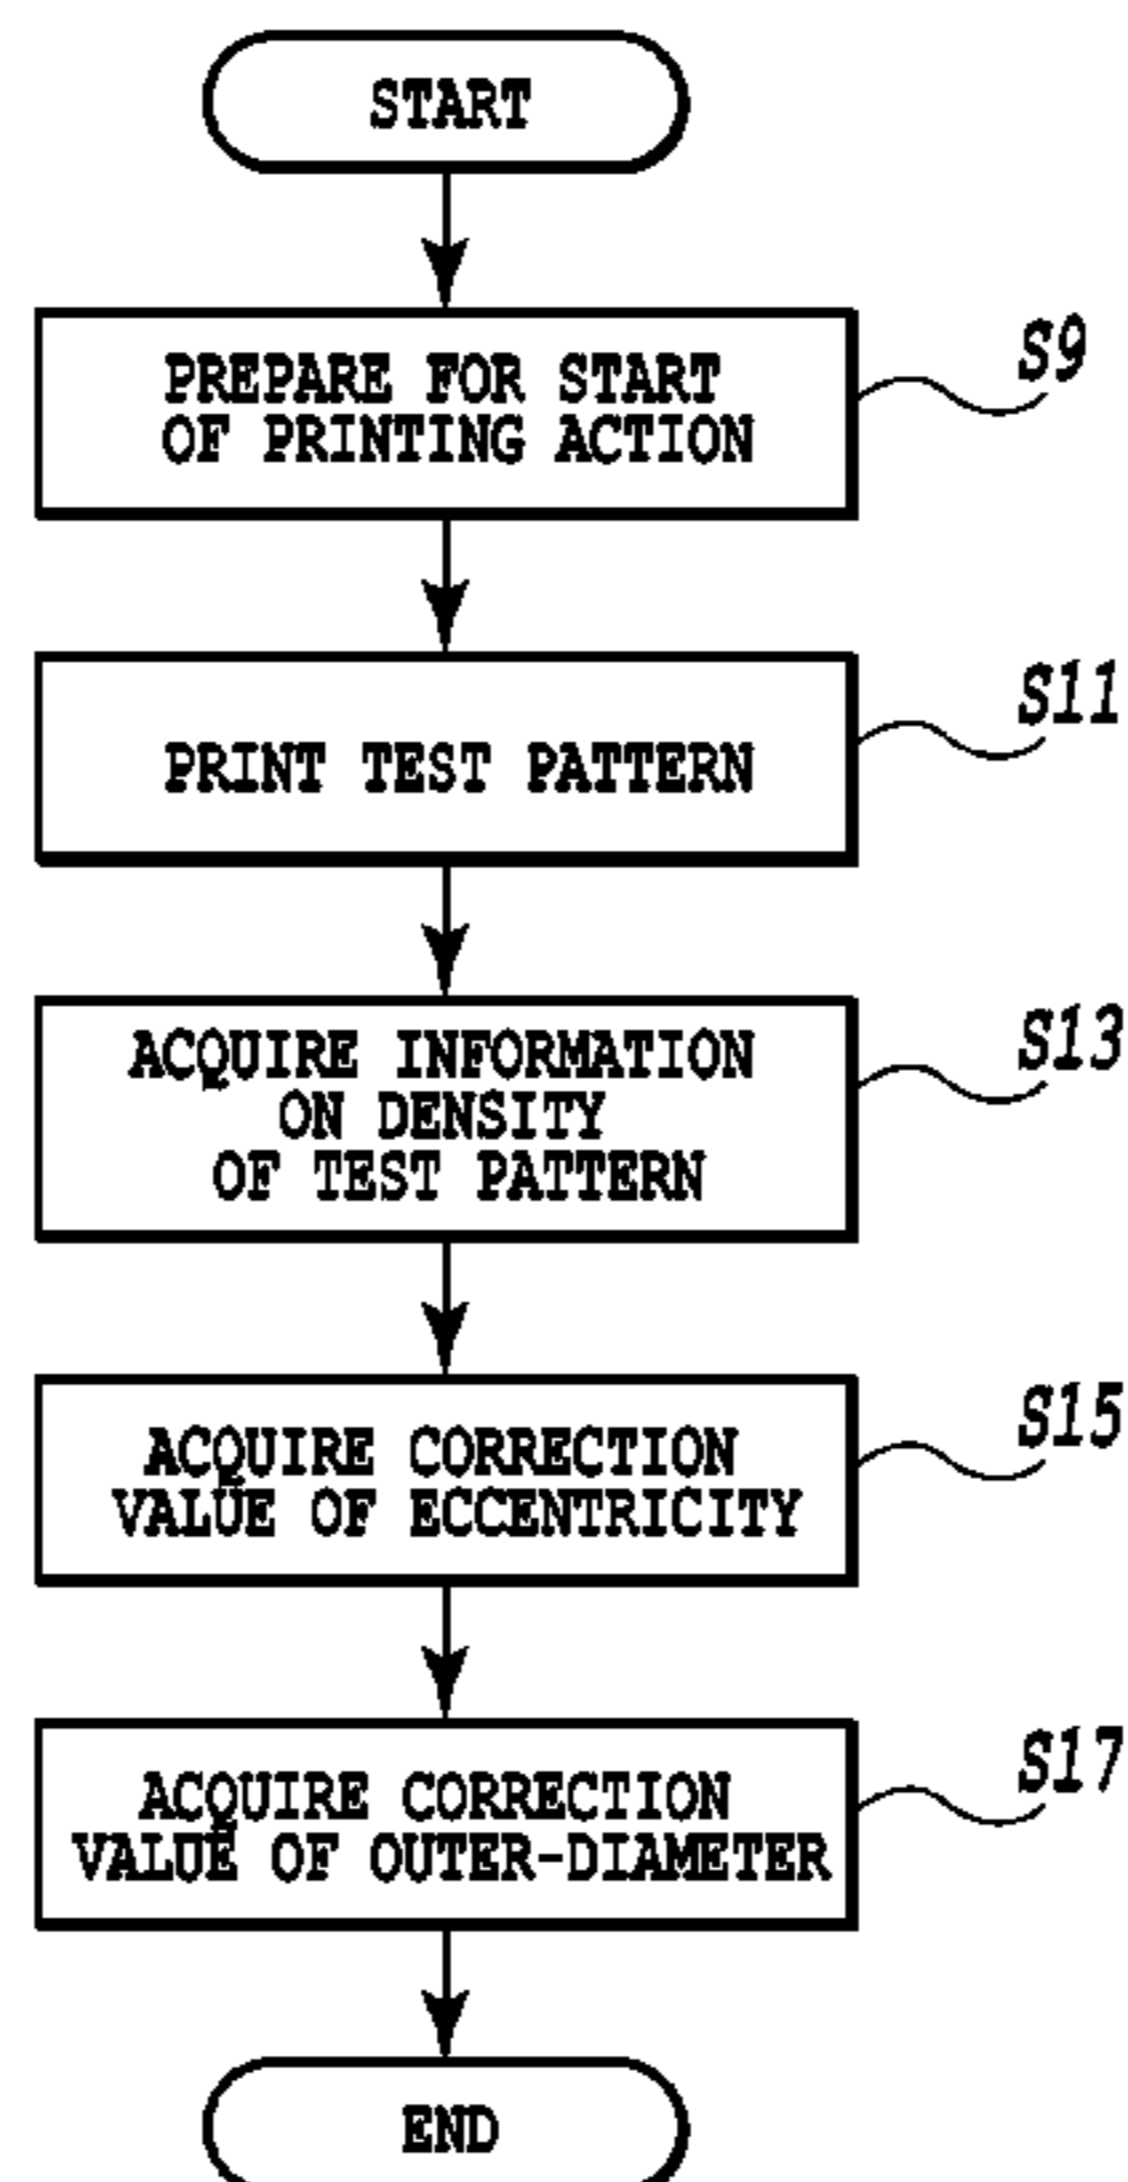 START
PREPARE FOR START
OF PRINTING ACTION
S9
PRINT TEST PATTERN
S11
ACQUIRE INFORMATION
ON DENSITY
OF TEST PATTERN
S13
ACQUIRE CORRECTION
VALUE OF ECCENTRICITY
S15
ACQUIRE CORRECTION
VALUE OF OUTER-DIAMETER
S17
END